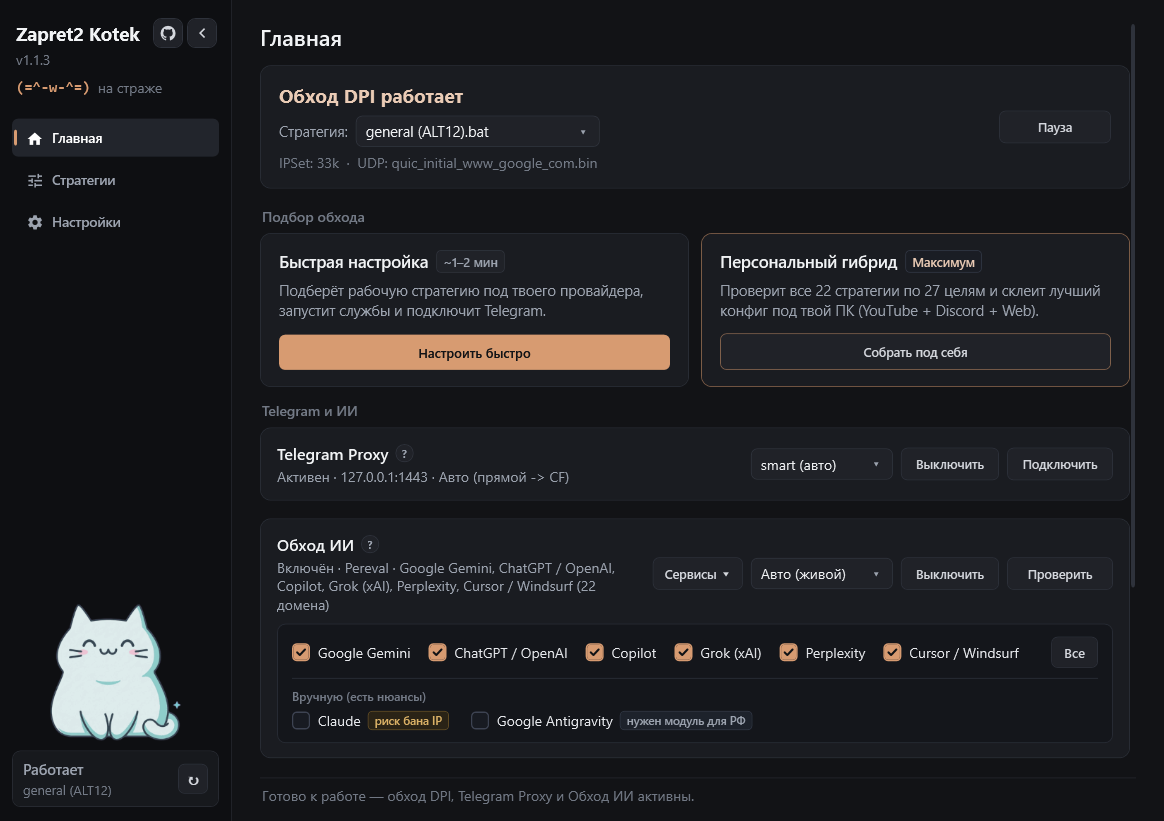 Zapret2 Kotek
v1.1.3
(=^-w-^=) на страже
Главная
Стратегии
Настройки
Работает
general (ALT12)
Главная
Обход DPI работает
Стратегия: general (ALT12).bat
Пауза
IPSet: 33k · UDP: quic_initial_www_google_com.bin
Подбор обхода
Быстрая настройка ~1–2 мин
Подберёт рабочую стратегию под твоего провайдера,
запустит службы и подключит Telegram.
Настроить быстро
Персональный гибрид Максимум
Проверит все 22 стратегии по 27 целям и склеит лучший
конфиг под твой ПК (YouTube + Discord + Web).
Собрать под себя
Telegram и ИИ
Telegram Proxy ?
Активен · 127.0.0.1:1443 · Авто (прямой -> CF)
smart (авто) Выключить Подключить
Обход ИИ ?
Включён · Pereval · Google Gemini, ChatGPT / OpenAI,
Copilot, Grok (xAI), Perplexity, Cursor / Windsurf (22
домена)
Сервисы Авто (живой) Выключить Проверить
Google Gemini ChatGPT / OpenAI Copilot Grok (xAI) Perplexity Cursor / Windsurf Все
Вручную (есть нюансы)
Claude риск бана IP Google Antigravity нужен модуль для РФ
Готово к работе — обход DPI, Telegram Proxy и Обход ИИ активны.